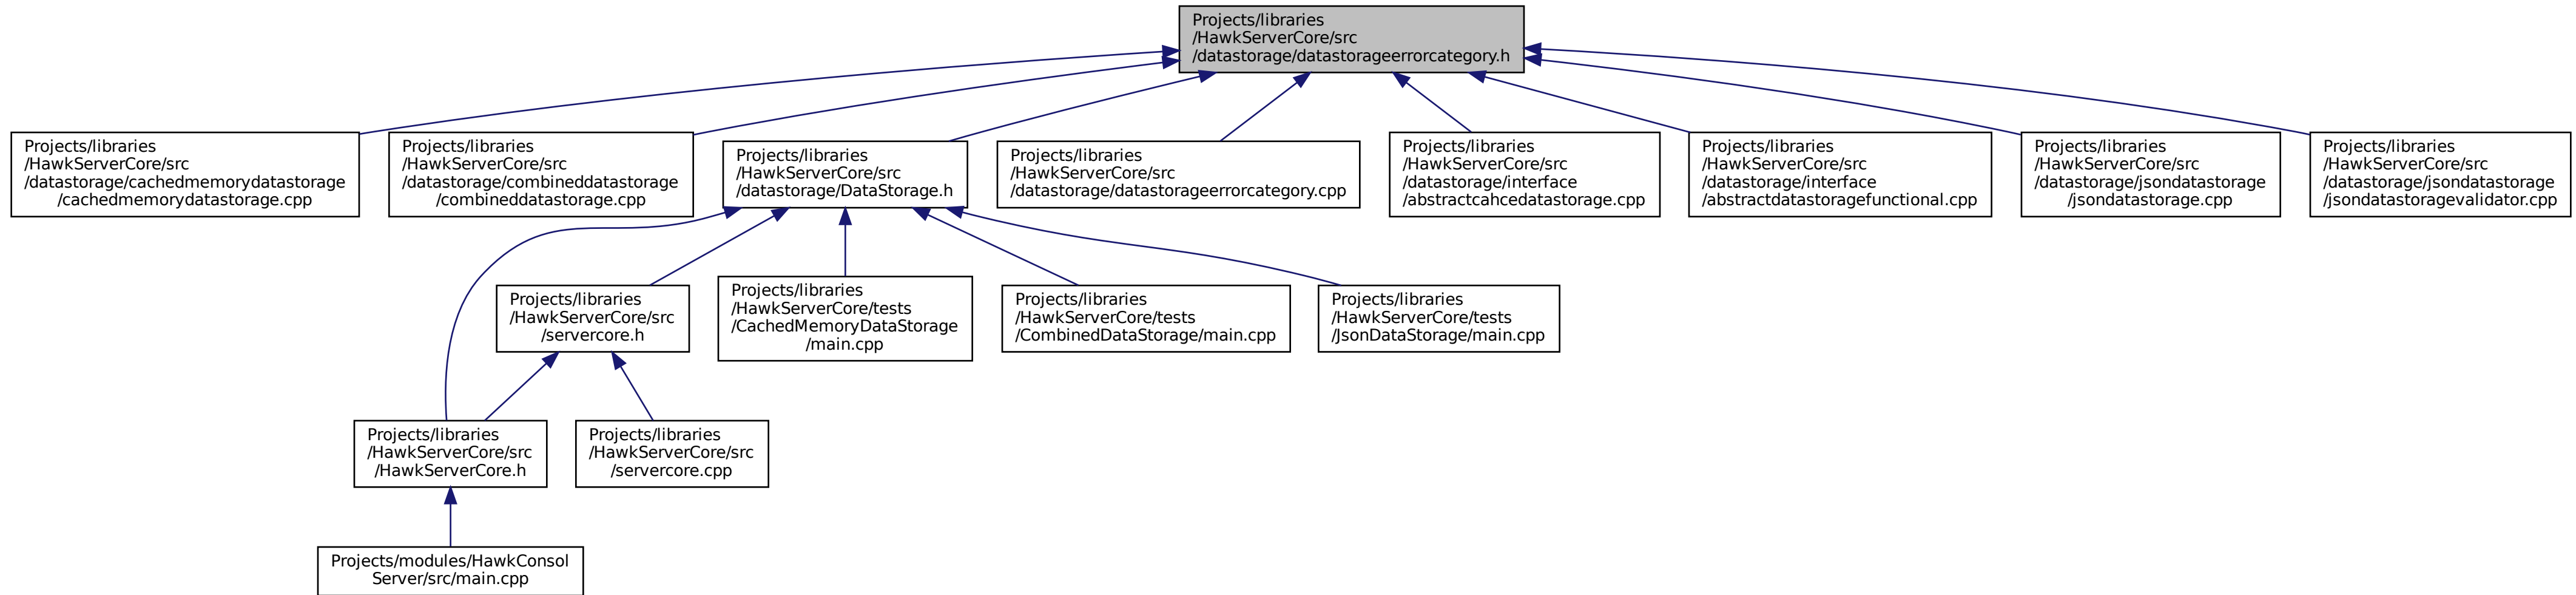 Projects/libraries
/HawkServerCore/src
/datastorage/datastorageerrorcategory.h
Projects/libraries
/HawkServerCore/src
/datastorage/cachedmemorydatastorage
/cachedmemorydatastorage.cpp
Projects/libraries
/HawkServerCore/src
/datastorage/combineddatastorage
/combineddatastorage.cpp
Projects/libraries
/HawkServerCore/src
/datastorage/DataStorage.h
Projects/libraries
/HawkServerCore/src
/datastorage/datastorageerrorcategory.cpp
Projects/libraries
/HawkServerCore/src
/datastorage/interface
/abstractcahcedatastorage.cpp
Projects/libraries
/HawkServerCore/src
/datastorage/interface
/abstractdatastoragefunctional.cpp
Projects/libraries
/HawkServerCore/src
/datastorage/jsondatastorage
/jsondatastorage.cpp
Projects/libraries
/HawkServerCore/src
/datastorage/jsondatastorage
/jsondatastoragevalidator.cpp
Projects/libraries
/HawkServerCore/src
/servercore.h
Projects/libraries
/HawkServerCore/tests
/CachedMemoryDataStorage
/main.cpp
Projects/libraries
/HawkServerCore/tests
/CombinedDataStorage/main.cpp
Projects/libraries
/HawkServerCore/tests
/JsonDataStorage/main.cpp
Projects/libraries
/HawkServerCore/src
/HawkServerCore.h
Projects/libraries
/HawkServerCore/src
/servercore.cpp
Projects/modules/HawkConsol
Server/src/main.cpp